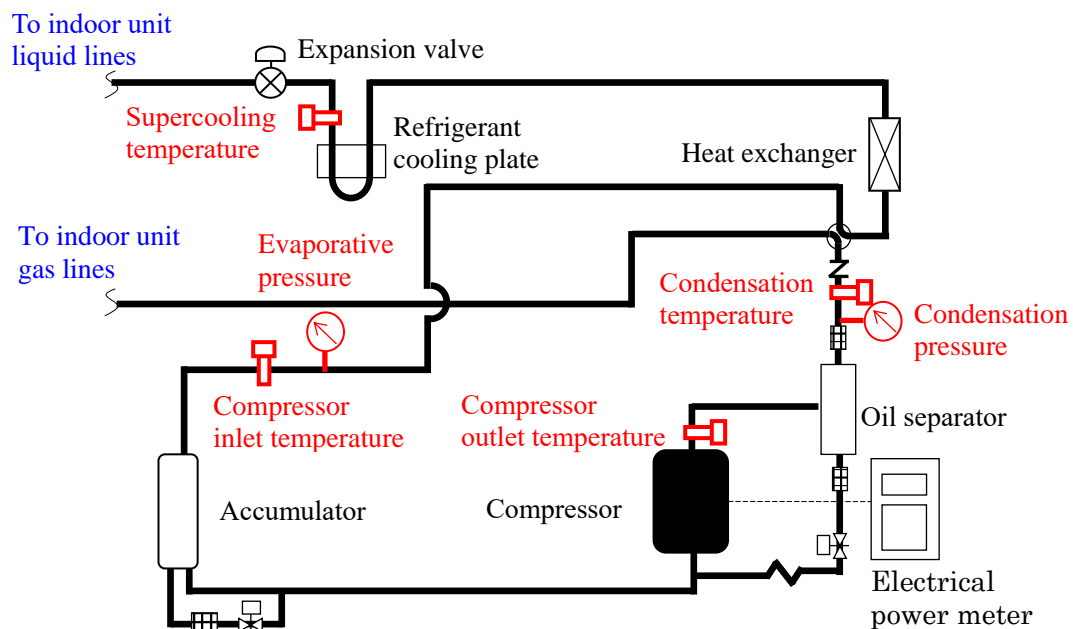 To indoor unit
liquid lines
Expansion valve
Supercooling
temperature
Refrigerant
cooling plate
Heat exchanger
To indoor unit
gas lines
Evaporative
pressure
Condensation
temperature
Condensation
pressure
Compressor
inlet temperature
Compressor
outlet temperature
Oil separator
Accumulator
Compressor
Electrical
power meter